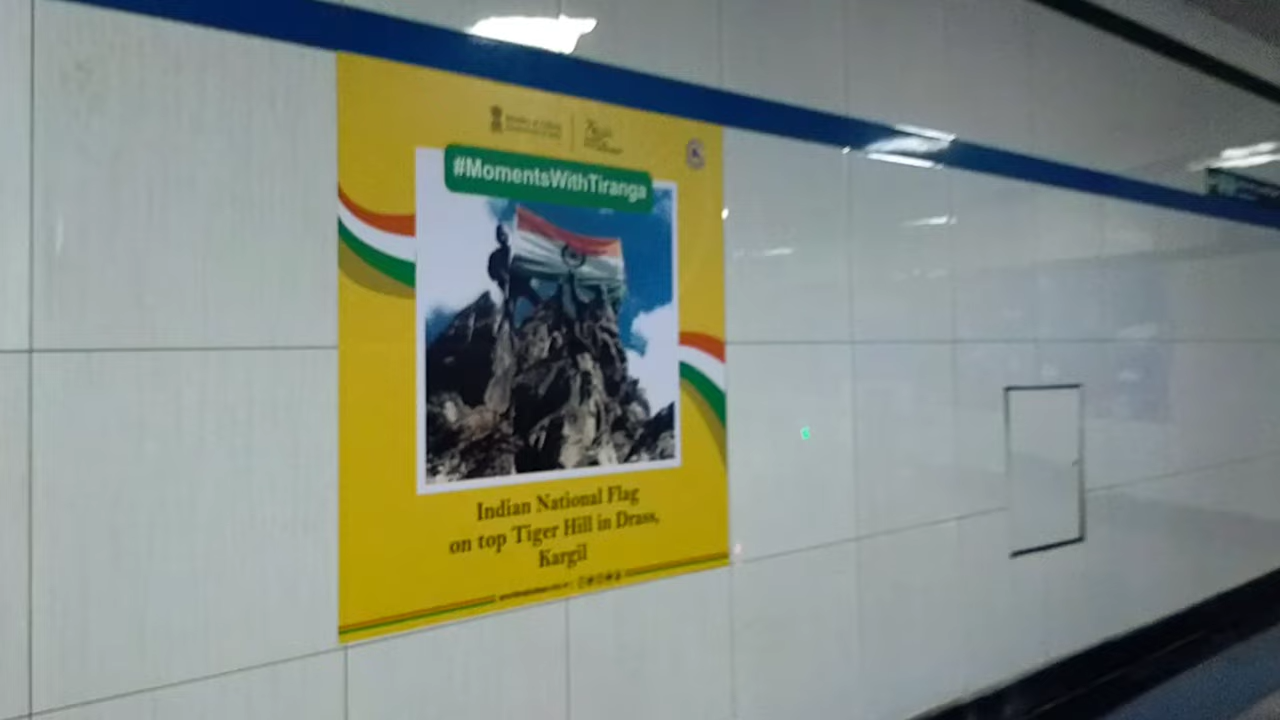 #MomentsWithTiranga
Indian National Flag
on top Tiger Hill in Drass,
Kargil